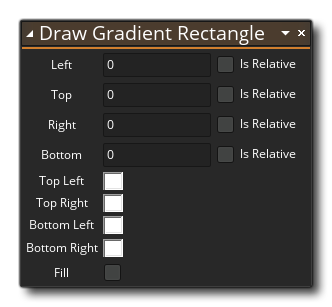 Draw Gradient Rectangle
Left 0 Is Relative
Top 0 Is Relative
Right 0 Is Relative
Bottom 0 Is Relative
Top Left
Top Right
Bottom Left
Bottom Right
Fill